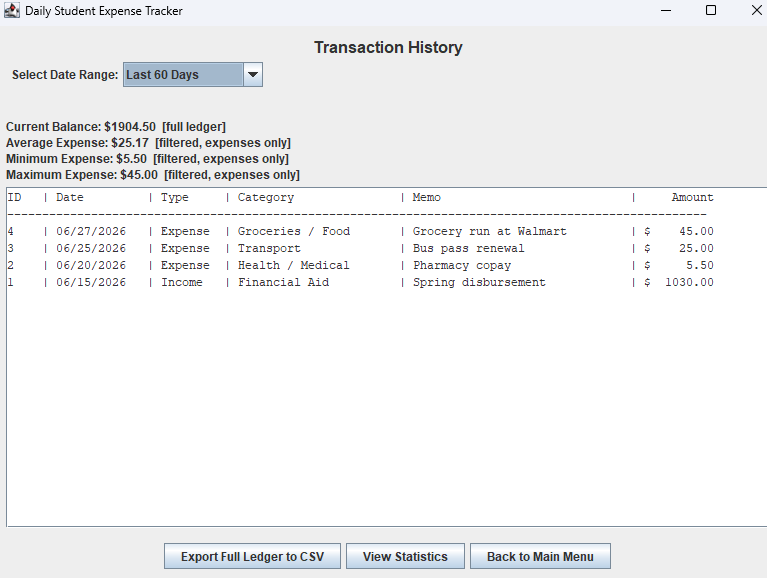 Daily Student Expense Tracker
Transaction History
Select Date Range: Last 60 Days
Current Balance: $1904.50 [full ledger]
Average Expense: $25.17 [filtered, expenses only]
Minimum Expense: $5.50 [filtered, expenses only]
Maximum Expense: $45.00 [filtered, expenses only]
ID | Date | Type | Category | Memo | Amount
----------------------------------------------------------------------------------------------------
4 | 06/27/2026 | Expense | Groceries / Food | Grocery run at Walmart | $ 45.00
3 | 06/25/2026 | Expense | Transport | Bus pass renewal | $ 25.00
2 | 06/20/2026 | Expense | Health / Medical | Pharmacy copay | $ 5.50
1 | 06/15/2026 | Income | Financial Aid | Spring disbursement | $ 1030.00
Export Full Ledger to CSV View Statistics Back to Main Menu